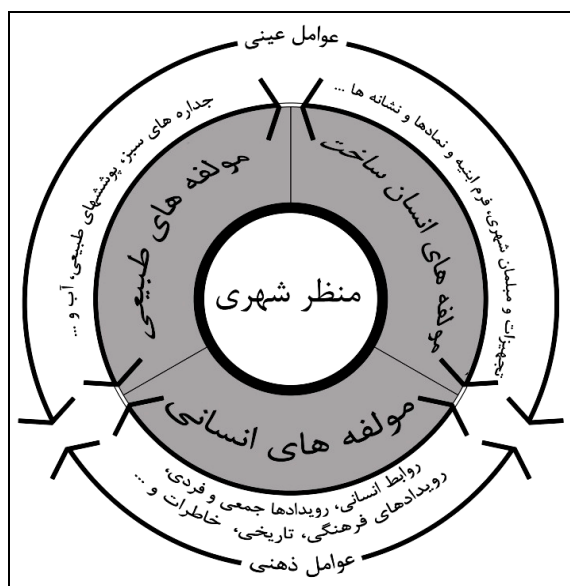 عوامل عینی
تجهیزات و مبلمان شهری، فرم ابنیه و نمادها و نشانه ها ...
جداره های سبز، پوششهای طبیعی، آب و ...
مولفه های انسان ساخت
مولفه های طبیعی
منظر شهری
مولفه های انسانی
روابط انسانی، رویدادها جمعی و فردی،
رویدادهای فرهنگی، تاریخی، خاطرات و ...
عوامل ذهنی